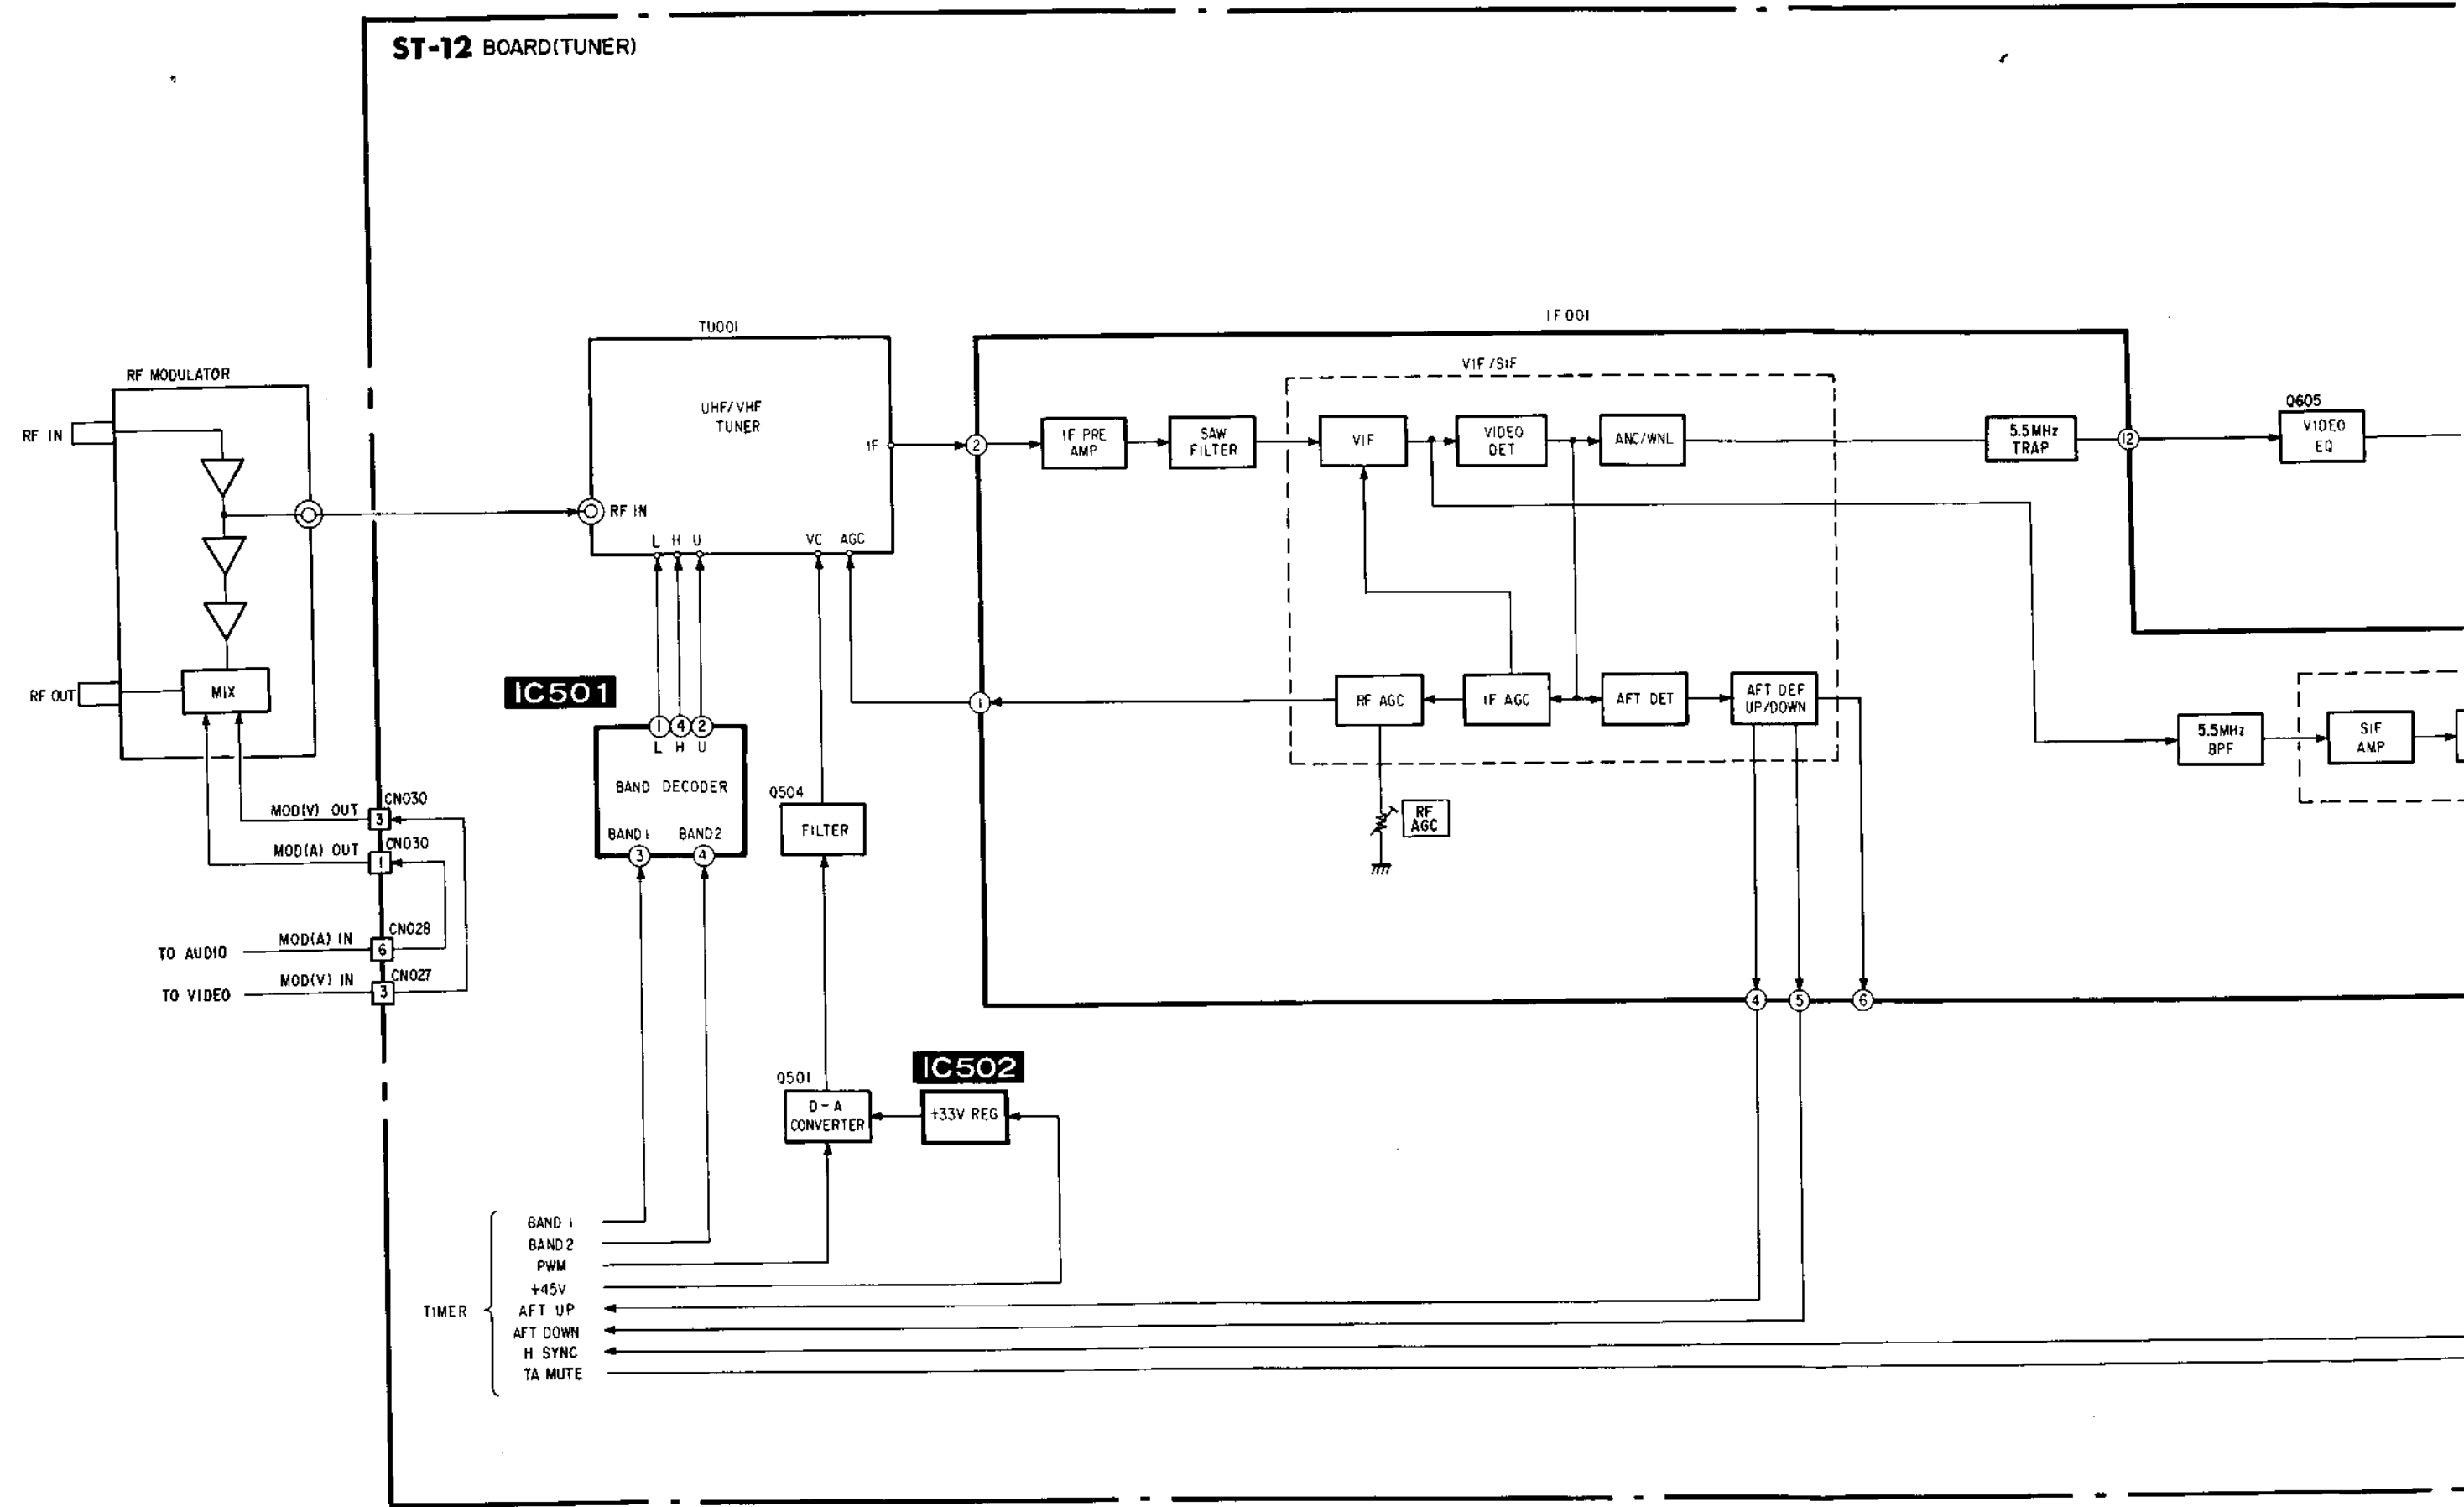 ST-12 BOARD(TUNER)
RF MODULATOR
RF IN
RF OUT
MIX
MOD(V) OUT
CN030
3
MOD(A) OUT
CN030
1
TO AUDIO
MOD(A) IN
CN028
6
TO VIDEO
MOD(V) IN
CN027
3
TU001
UHF/VHF
TUNER
IF
RF IN
L H U
VC AGC
IC501
1 4 2
L H U
BAND DECODER
BAND1 BAND2
3 4
Q504
FILTER
Q501
D-A
CONVERTER
IC502
+33V REG
IF001
2
IF PRE
AMP
SAW
FILTER
VIF/SIF
VIF
VIDEO
DET
ANC/WNL
5.5MHz
TRAP
12
Q605
VIDEO
EQ
1
RF AGC
IF AGC
AFT DET
AFT DEF
UP/DOWN
RF
AGC
5.5MHz
BPF
SIF
AMP
4
5
6
TIMER
BAND 1
BAND2
PWM
+45V
AFT UP
AFT DOWN
H SYNC
TA MUTE